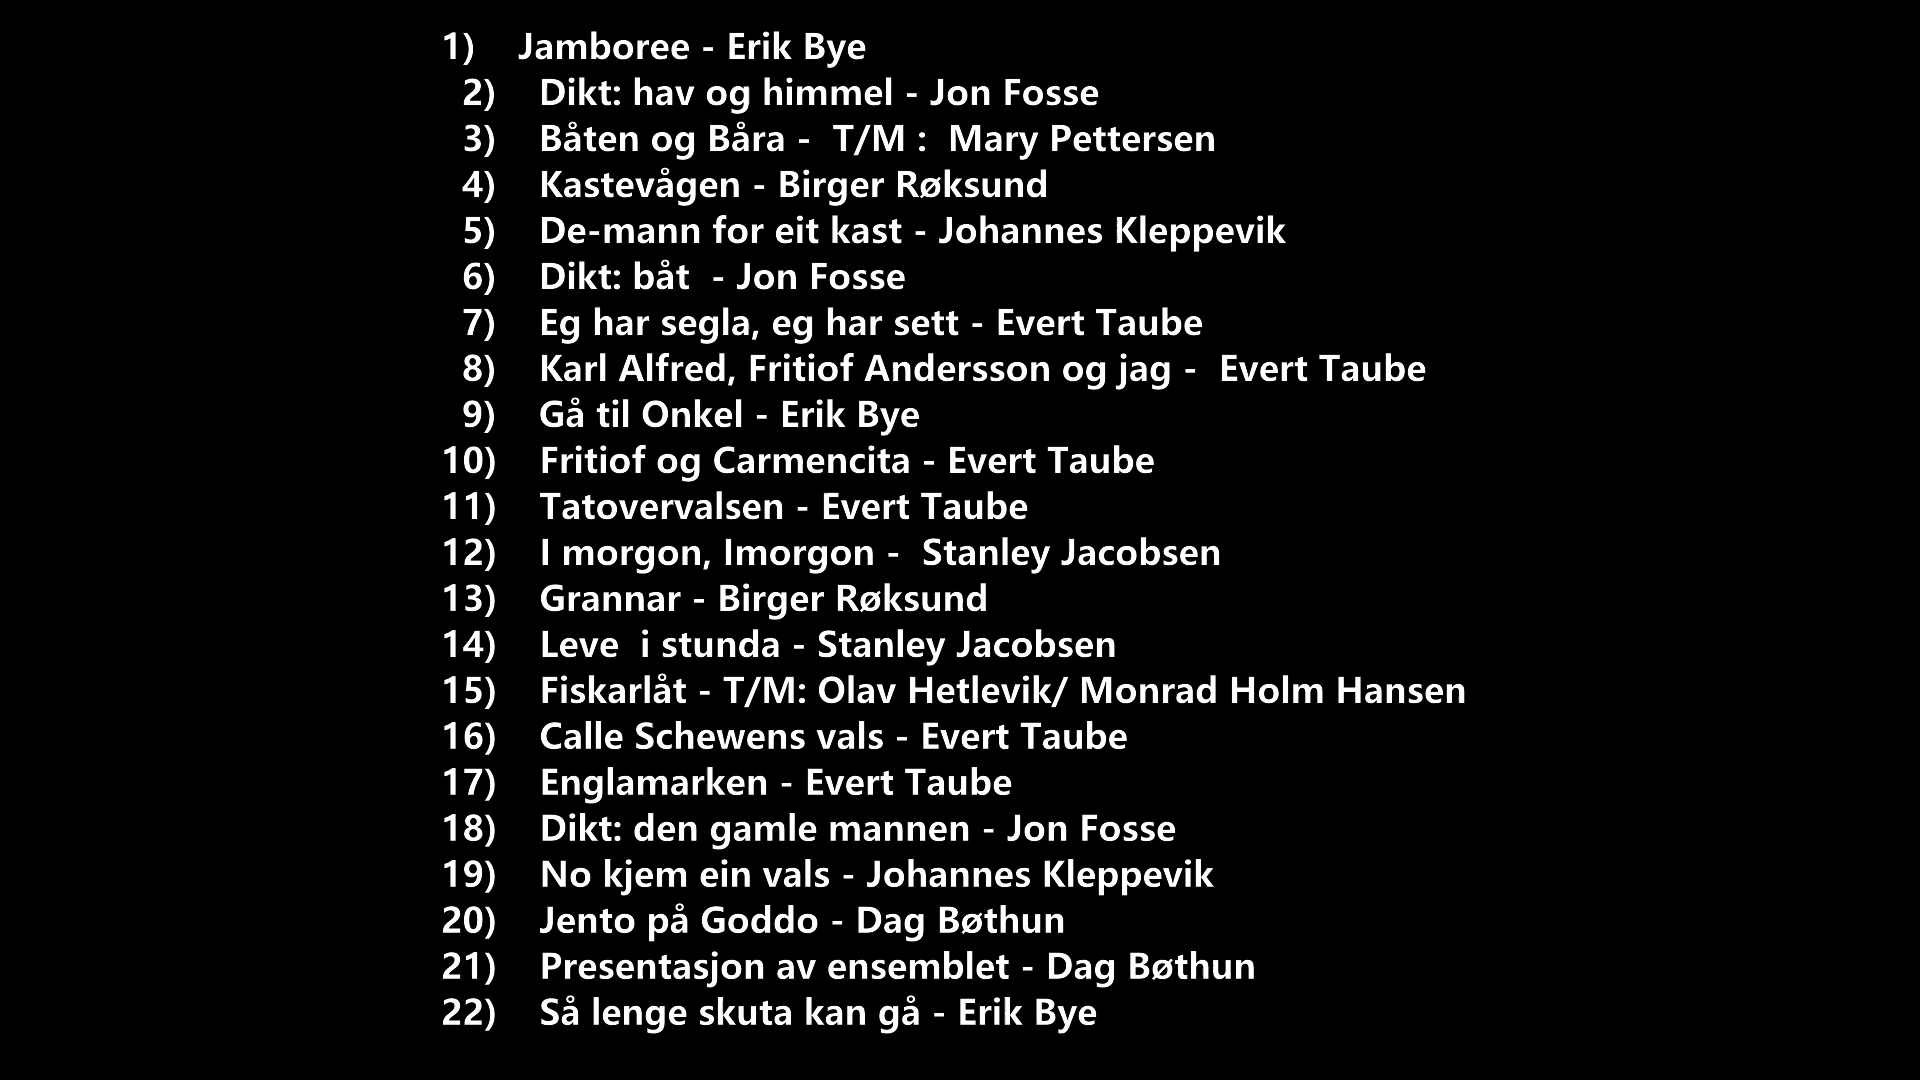 1) Jamboree - Erik Bye
2) Dikt: hav og himmel - Jon Fosse
3) Båten og Båra - T/M : Mary Pettersen
4) Kastevågen - Birger Røksund
5) De-mann for eit kast - Johannes Kleppevik
6) Dikt: båt - Jon Fosse
7) Eg har segla, eg har sett - Evert Taube
8) Karl Alfred, Fritiof Andersson og jag - Evert Taube
9) Gå til Onkel - Erik Bye
10) Fritiof og Carmencita - Evert Taube
11) Tatovervalsen - Evert Taube
12) I morgon, Imorgon - Stanley Jacobsen
13) Grannar - Birger Røksund
14) Leve i stunda - Stanley Jacobsen
15) Fiskarlåt - T/M: Olav Hetlevik/ Monrad Holm Hansen
16) Calle Schewens vals - Evert Taube
17) Englamarken - Evert Taube
18) Dikt: den gamle mannen - Jon Fosse
19) No kjem ein vals - Johannes Kleppevik
20) Jento på Goddo - Dag Bøthun
21) Presentasjon av ensemblet - Dag Bøthun
22) Så lenge skuta kan gå - Erik Bye